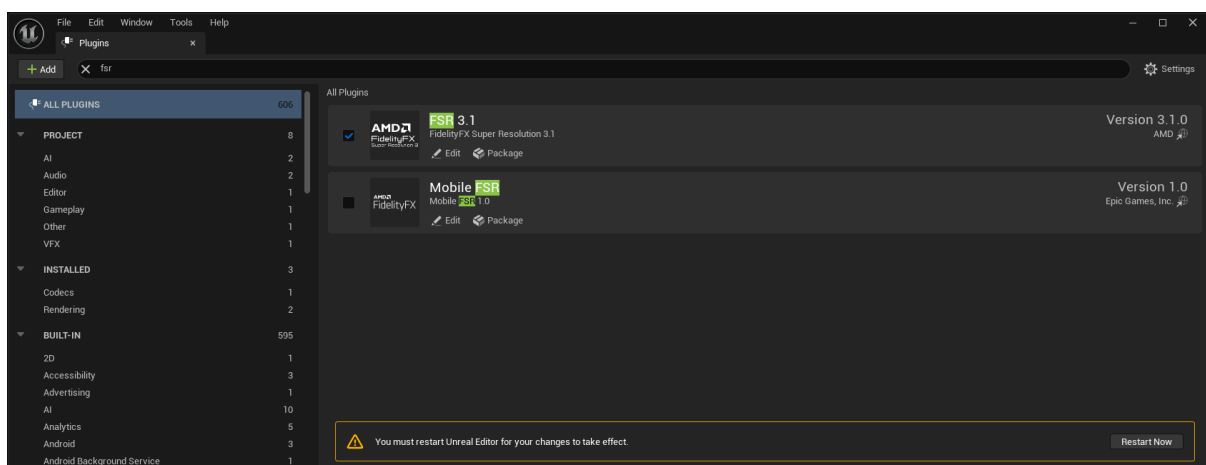 File Edit Window Tools Help
Plugins
Add fsr Settings
ALL PLUGINS 606
PROJECT 8
AI 2
Audio 2
Editor 1
Gameplay 1
Other 1
VFX 1
INSTALLED 3
Codecs 1
Rendering 2
BUILT-IN 595
2D 1
Accessibility 3
Advertising 1
AI 10
Analytics 5
Android 3
Android Background Service 1
All Plugins
AMD
FidelityFX
Super Resolution 3
FSR 3.1
FidelityFX Super Resolution 3.1
Edit Package
Version 3.1.0
AMD
AMD
FidelityFX
Mobile FSR
Mobile FSR 1.0
Edit Package
Version 1.0
Epic Games, Inc.
You must restart Unreal Editor for your changes to take effect.
Restart Now